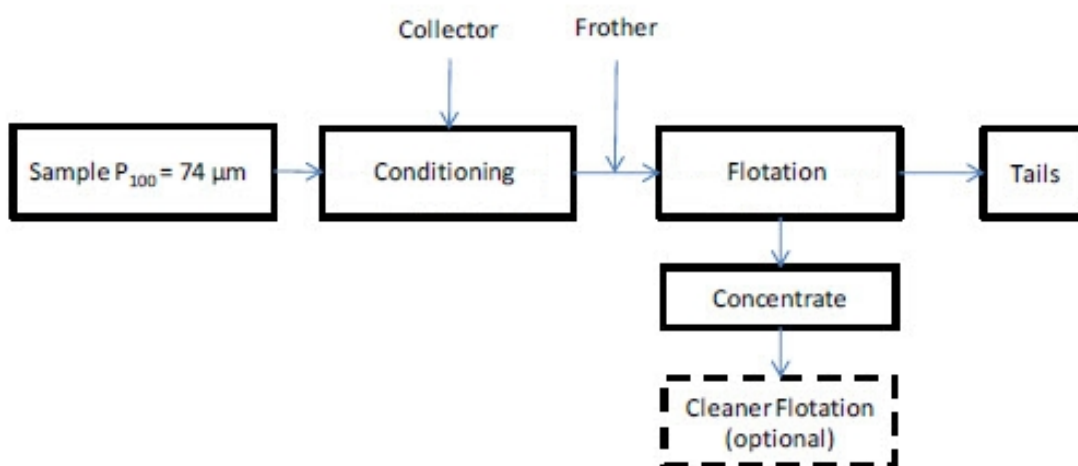 Collector
Frother
Sample P₁₀₀ = 74 µm
Conditioning
Flotation
Tails
Concentrate
Cleaner Flotation
(optional)